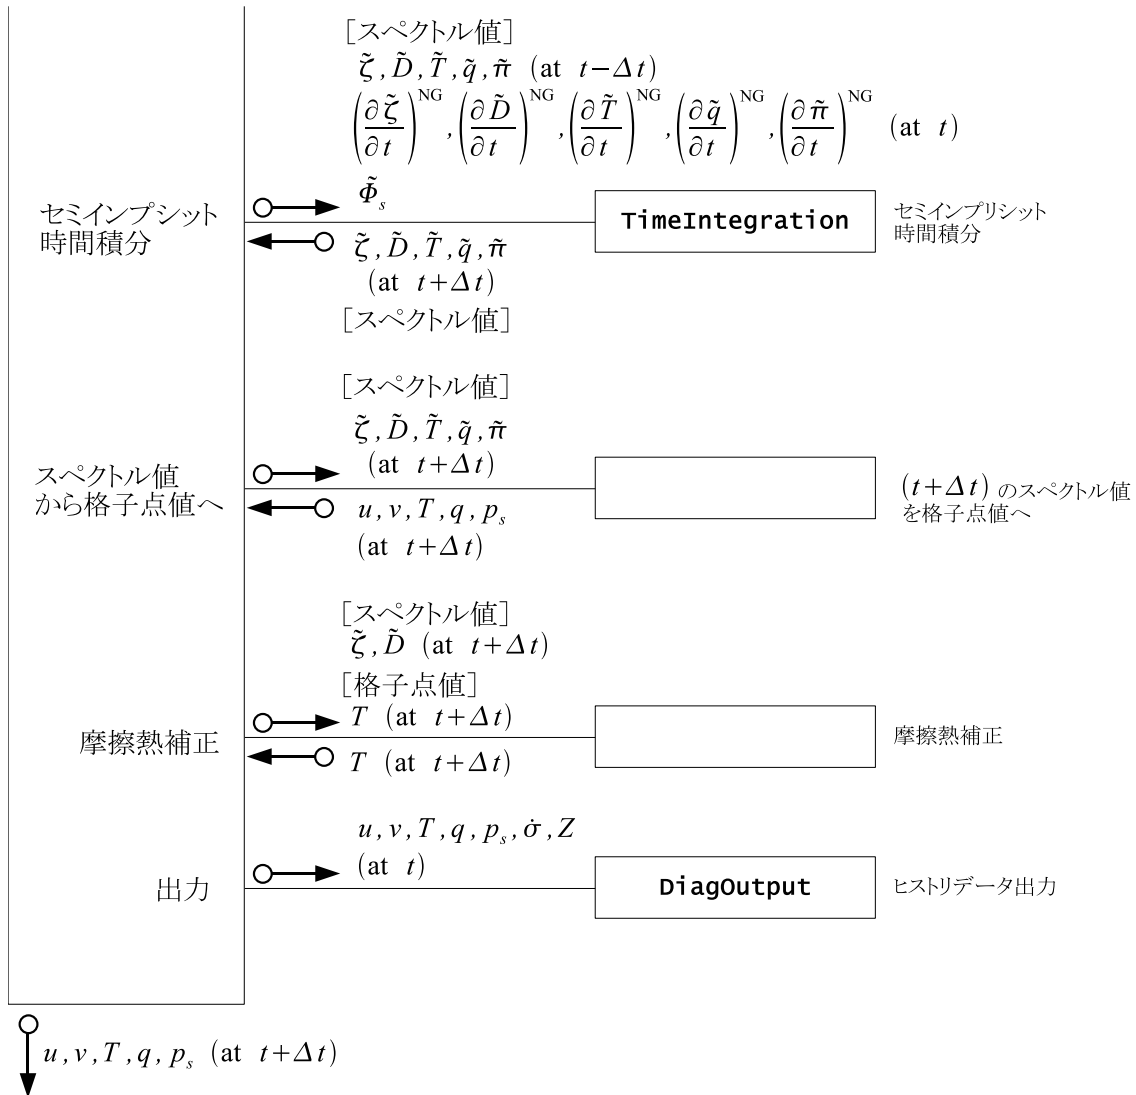 [スペクトル値]
ζ̃, D̃, T̃, q̃, π̃ (at t−Δt)
(∂ζ̃/∂t)^NG, (∂D̃/∂t)^NG, (∂T̃/∂t)^NG, (∂q̃/∂t)^NG, (∂π̃/∂t)^NG (at t)
Φ̃_s
セミインプシット
時間積分
TimeIntegration
セミインプリシット
時間積分
ζ̃, D̃, T̃, q̃, π̃
(at t+Δt)
[スペクトル値]
[スペクトル値]
ζ̃, D̃, T̃, q̃, π̃
(at t+Δt)
スペクトル値
から格子点値へ
(t+Δt) のスペクトル値
を格子点値へ
u, v, T, q, p_s
(at t+Δt)
[スペクトル値]
ζ̃, D̃ (at t+Δt)
[格子点値]
T (at t+Δt)
摩擦熱補正
摩擦熱補正
T (at t+Δt)
u, v, T, q, p_s, σ̇, Z
(at t)
出力
DiagOutput
ヒストリデータ出力
u, v, T, q, p_s (at t+Δt)